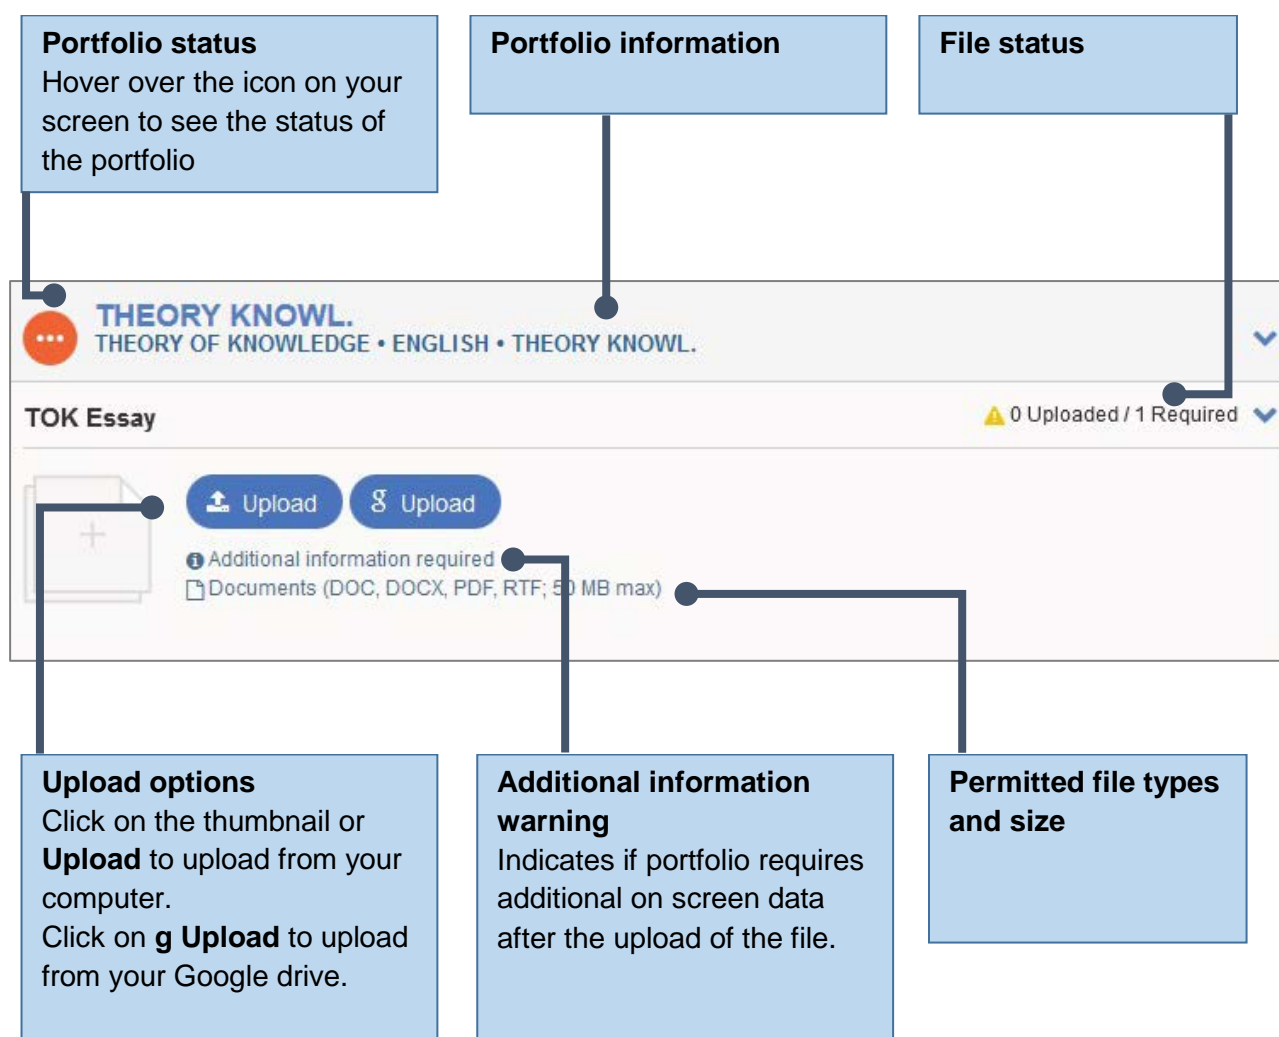 Portfolio status
Hover over the icon on your
screen to see the status of
the portfolio
Portfolio information
File status
THEORY KNOWL.
THEORY OF KNOWLEDGE • ENGLISH • THEORY KNOWL.
TOK Essay
0 Uploaded / 1 Required
Upload
g Upload
Additional information required
Documents (DOC, DOCX, PDF, RTF; 50 MB max)
Upload options
Click on the thumbnail or
Upload to upload from your
computer.
Click on g Upload to upload
from your Google drive.
Additional information
warning
Indicates if portfolio requires
additional on screen data
after the upload of the file.
Permitted file types
and size